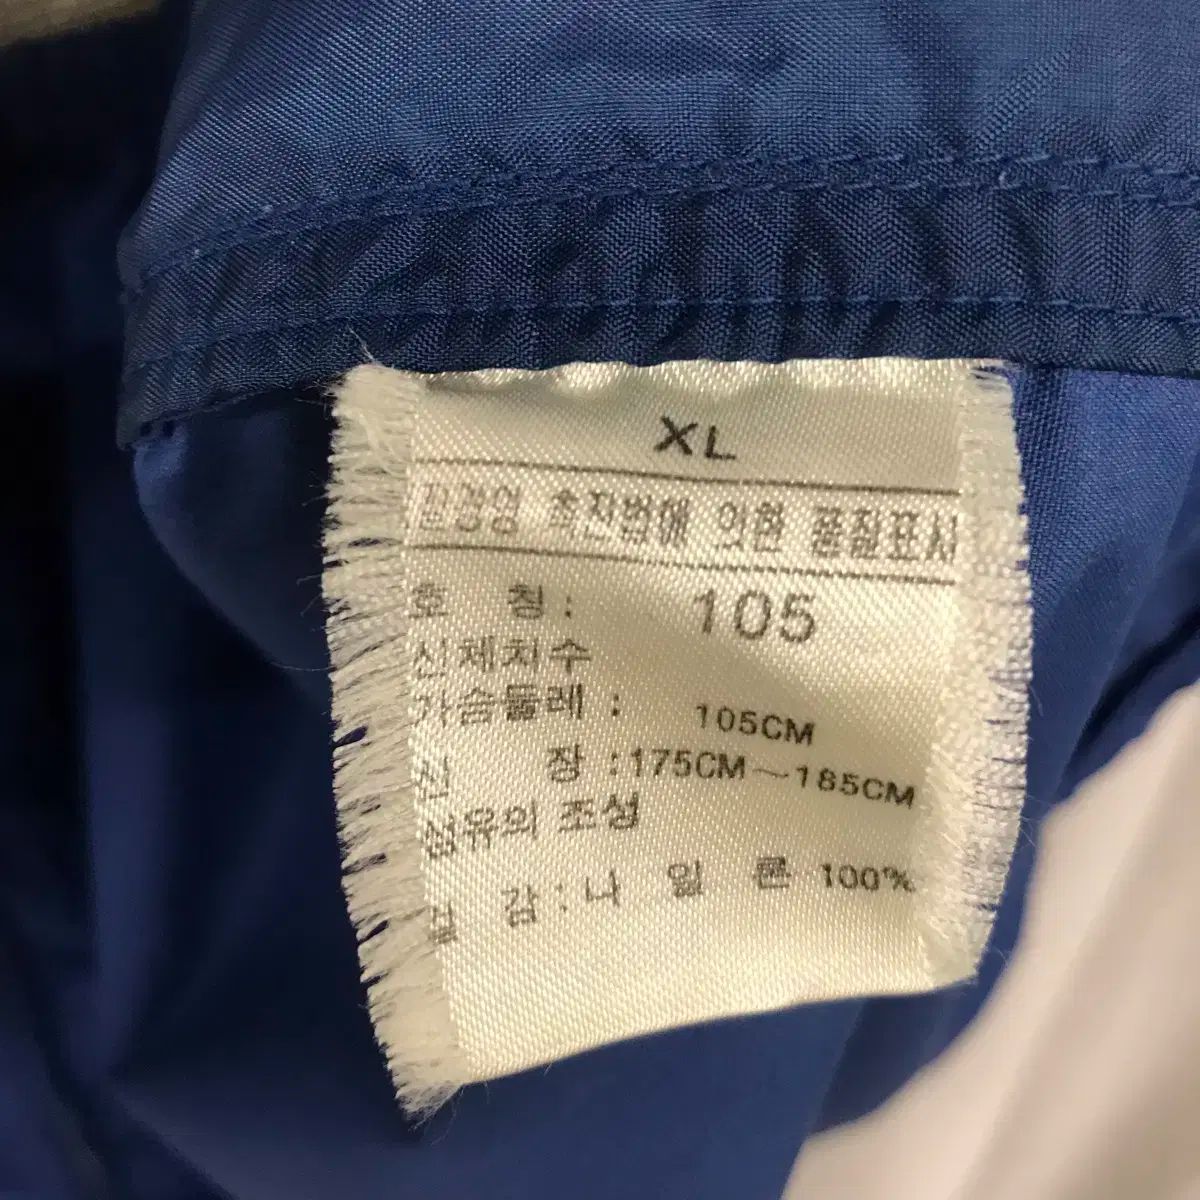 XL
질경영 촉진법에 의한 품질표시
호 칭: 105
신체치수
가슴둘레 : 105CM
신 장 :175CM~185CM
섬유의 조성
겉 감:나 일 론 100%